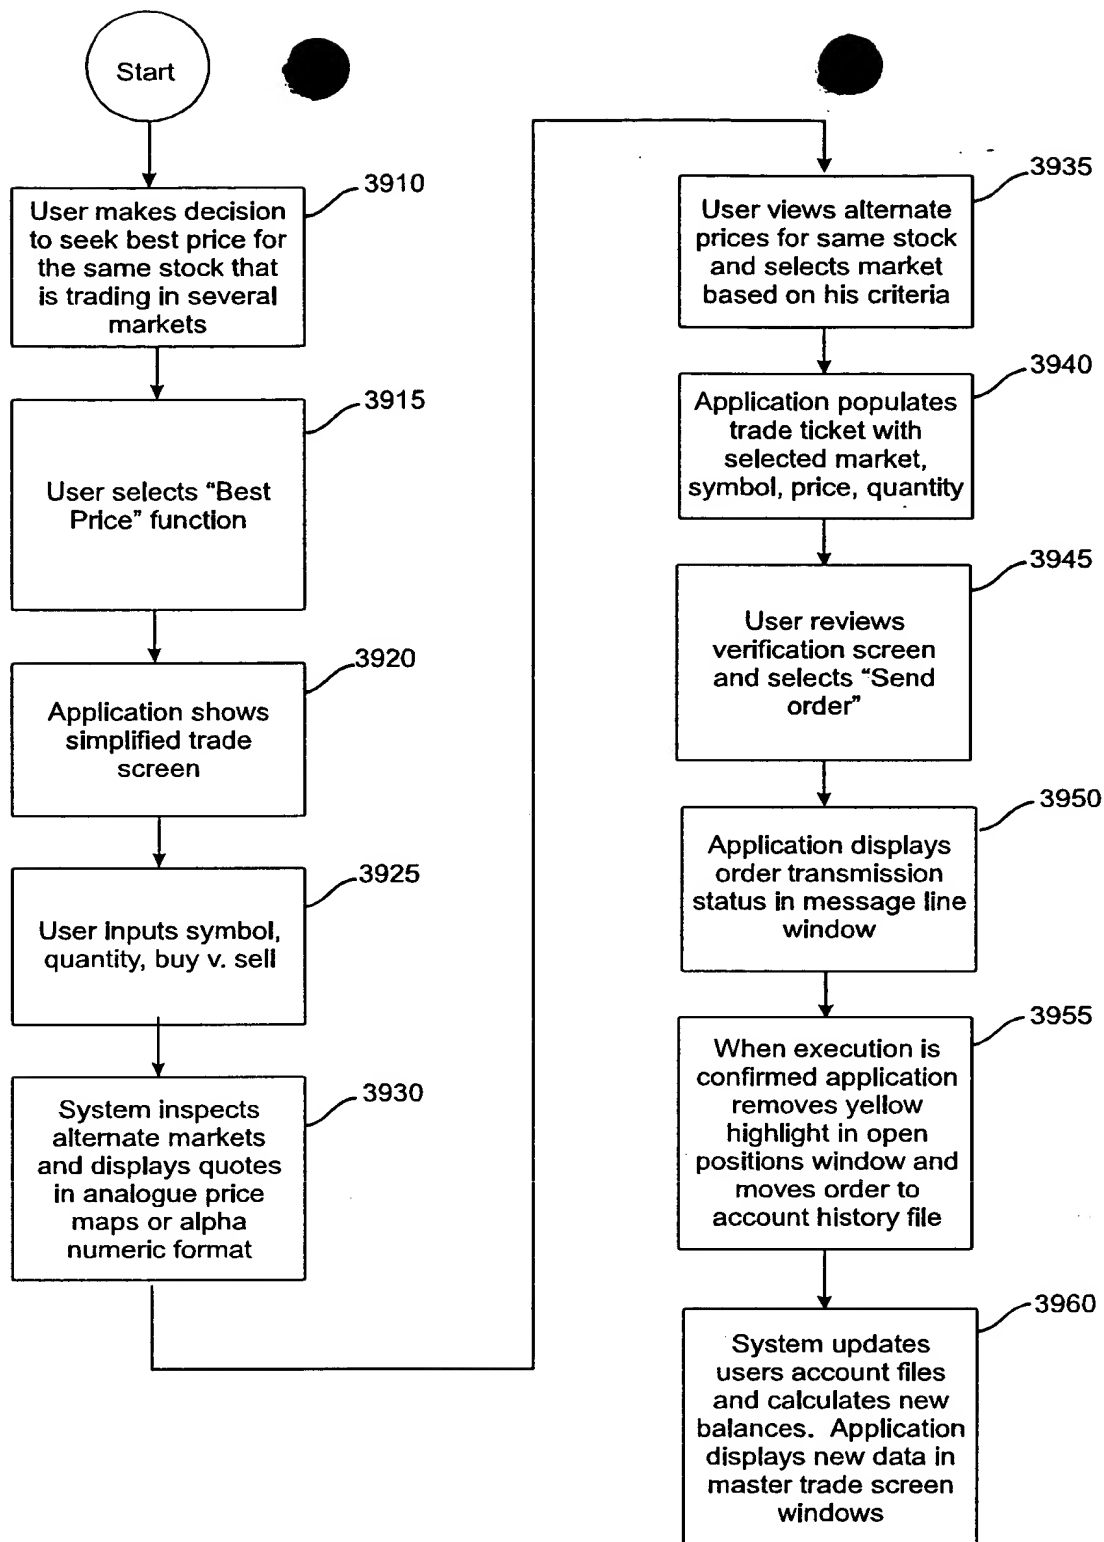 Start
3910
User makes decision
to seek best price for
the same stock that
is trading in several
markets
3915
User selects “Best
Price” function
3920
Application shows
simplified trade
screen
3925
User inputs symbol,
quantity, buy v. sell
3930
System inspects
alternate markets
and displays quotes
in analogue price
maps or alpha
numeric format
3935
User views alternate
prices for same stock
and selects market
based on his criteria
3940
Application populates
trade ticket with
selected market,
symbol, price, quantity
3945
User reviews
verification screen
and selects “Send
order”
3950
Application displays
order transmission
status in message line
window
3955
When execution is
confirmed application
removes yellow
highlight in open
positions window and
moves order to
account history file
3960
System updates
users account files
and calculates new
balances. Application
displays new data in
master trade screen
windows